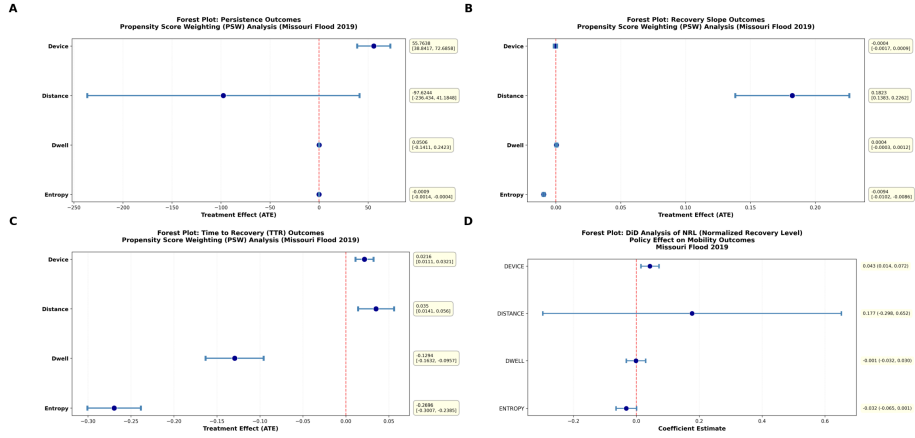 A
Forest Plot: Persistence Outcomes
Propensity Score Weighting (PSW) Analysis (Missouri Flood 2019)
Device
55.7638
[38.8417, 72.6858]
Distance
-97.6244
[-236.434, 41.1848]
Dwell
0.0506
[-0.1411, 0.2423]
Entropy
-0.0009
[-0.0014, -0.0004]
−250 −200 −150 −100 −50 0 50
Treatment Effect (ATE)
B
Forest Plot: Recovery Slope Outcomes
Propensity Score Weighting (PSW) Analysis (Missouri Flood 2019)
Device
-0.0004
[-0.0017, 0.0009]
Distance
0.1823
[0.1383, 0.2262]
Dwell
0.0004
[-0.0003, 0.0012]
Entropy
-0.0094
[-0.0102, -0.0086]
0.00 0.05 0.10 0.15 0.20
Treatment Effect (ATE)
C
Forest Plot: Time to Recovery (TTR) Outcomes
Propensity Score Weighting (PSW) Analysis (Missouri Flood 2019)
Device
0.0216
[0.0111, 0.0321]
Distance
0.035
[0.0141, 0.056]
Dwell
-0.1294
[-0.1632, -0.0957]
Entropy
-0.2696
[-0.3007, -0.2385]
−0.30 −0.25 −0.20 −0.15 −0.10 −0.05 0.00 0.05
Treatment Effect (ATE)
D
Forest Plot: DiD Analysis of NRL (Normalized Recovery Level)
Policy Effect on Mobility Outcomes
Missouri Flood 2019
DEVICE
0.043 (0.014, 0.072)
DISTANCE
0.177 (-0.298, 0.652)
DWELL
-0.001 (-0.032, 0.030)
ENTROPY
-0.032 (-0.065, 0.001)
−0.2 0.0 0.2 0.4 0.6
Coefficient Estimate